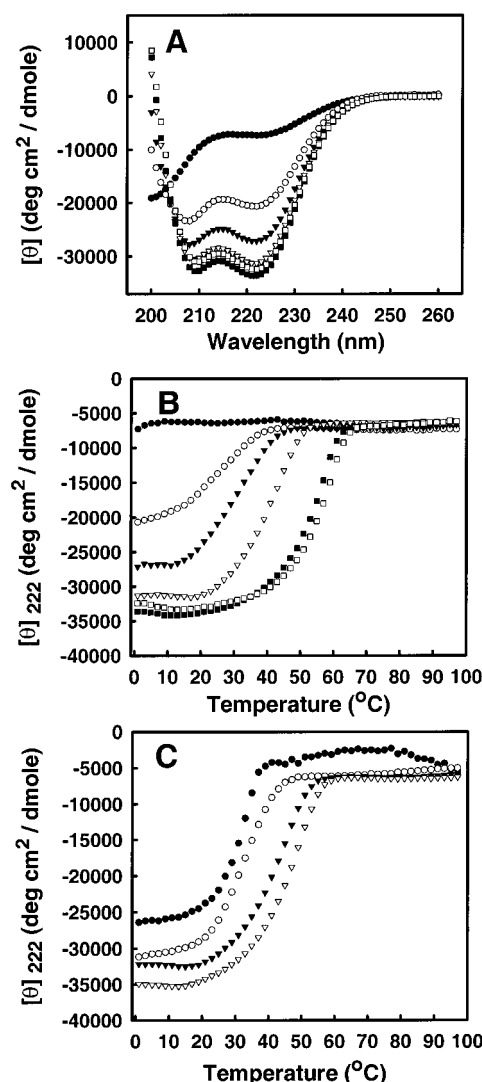 A
[θ] (deg cm² / dmole)
10000
0
-10000
-20000
-30000
200 210 220 230 240 250 260
Wavelength (nm)
B
[θ] 222 (deg cm² / dmole)
0
-5000
-10000
-15000
-20000
-25000
-30000
-35000
-40000
0 10 20 30 40 50 60 70 80 90 100
Temperature (°C)
C
[θ] 222 (deg cm² / dmole)
0
-5000
-10000
-15000
-20000
-25000
-30000
-35000
-40000
0 10 20 30 40 50 60 70 80 90 100
Temperature (°C)